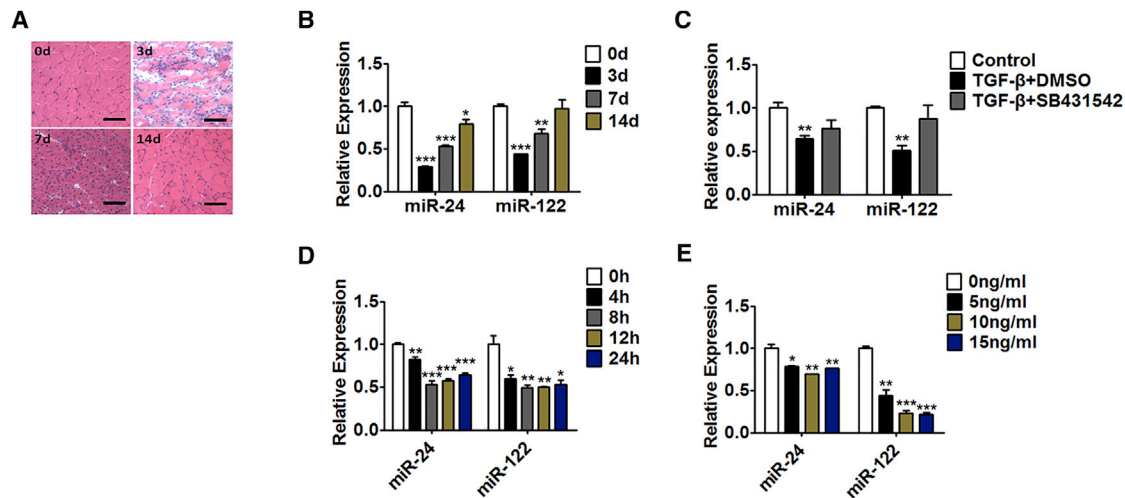 A
0d
3d
7d
14d
B
Relative Expression
1.5
1.0
0.5
0.0
***
***
*
***
**
miR-24
miR-122
0d
3d
7d
14d
C
Relative expression
1.5
1.0
0.5
0.0
**
**
miR-24
miR-122
Control
TGF-β+DMSO
TGF-β+SB431542
D
Relative Expression
1.5
1.0
0.5
0.0
**
***
***
***
*
**
**
*
miR-24
miR-122
0h
4h
8h
12h
24h
E
Relative Expression
1.5
1.0
0.5
0.0
*
**
**
**
***
***
miR-24
miR-122
0ng/ml
5ng/ml
10ng/ml
15ng/ml